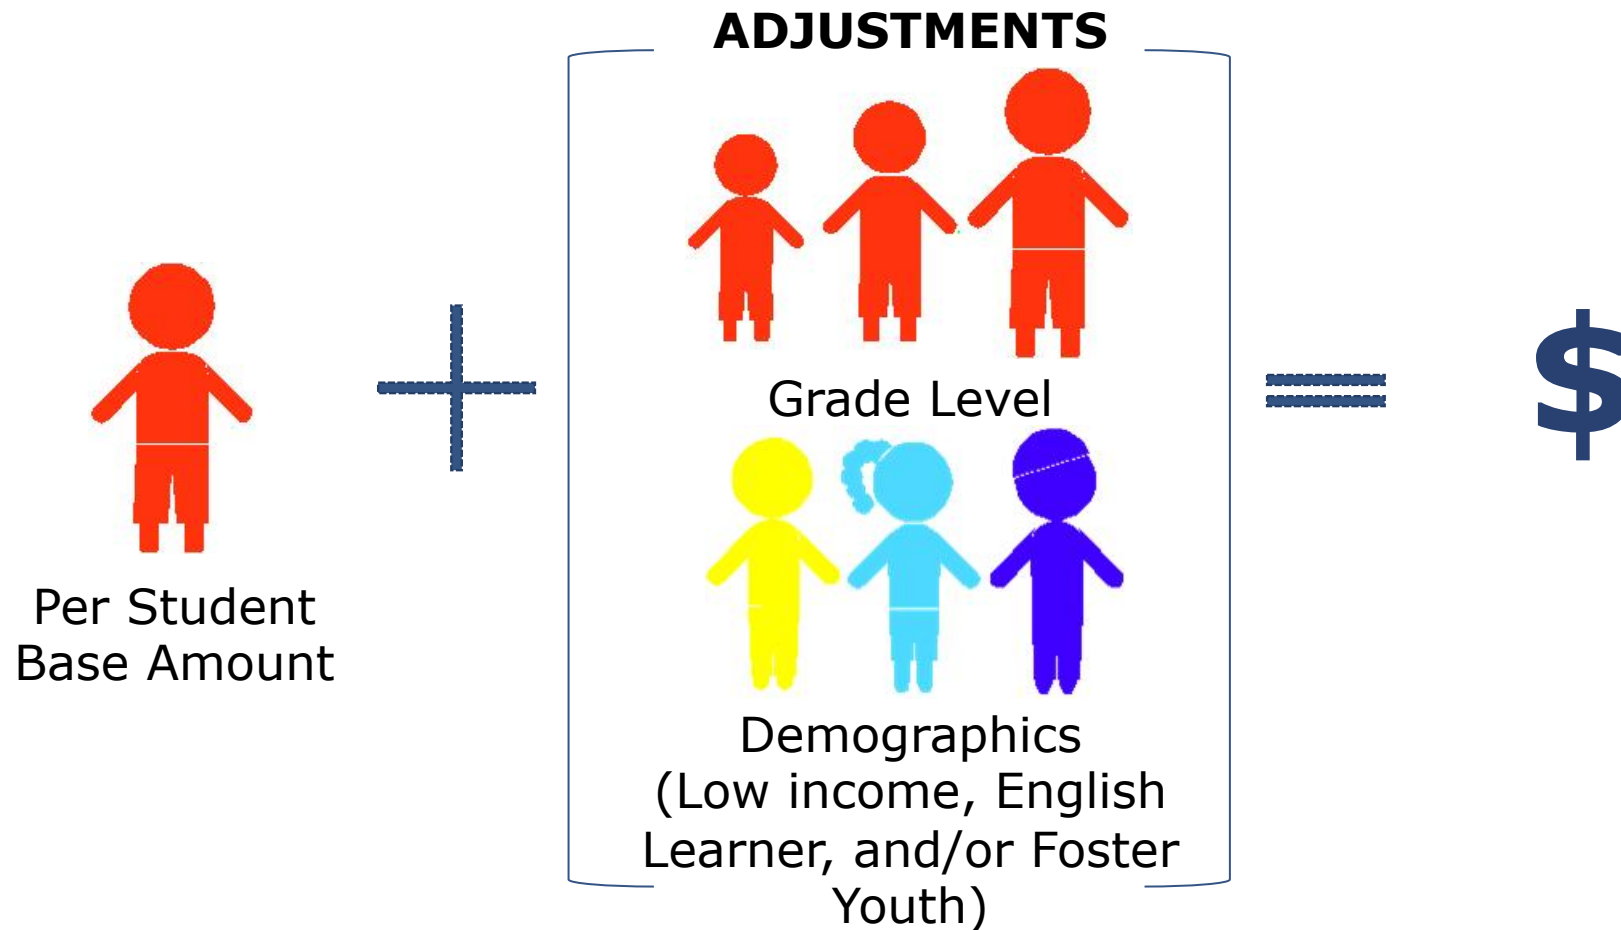 ADJUSTMENTS
Grade Level
Per Student
Base Amount
$
Demographics
(Low income, English
Learner, and/or Foster
Youth)